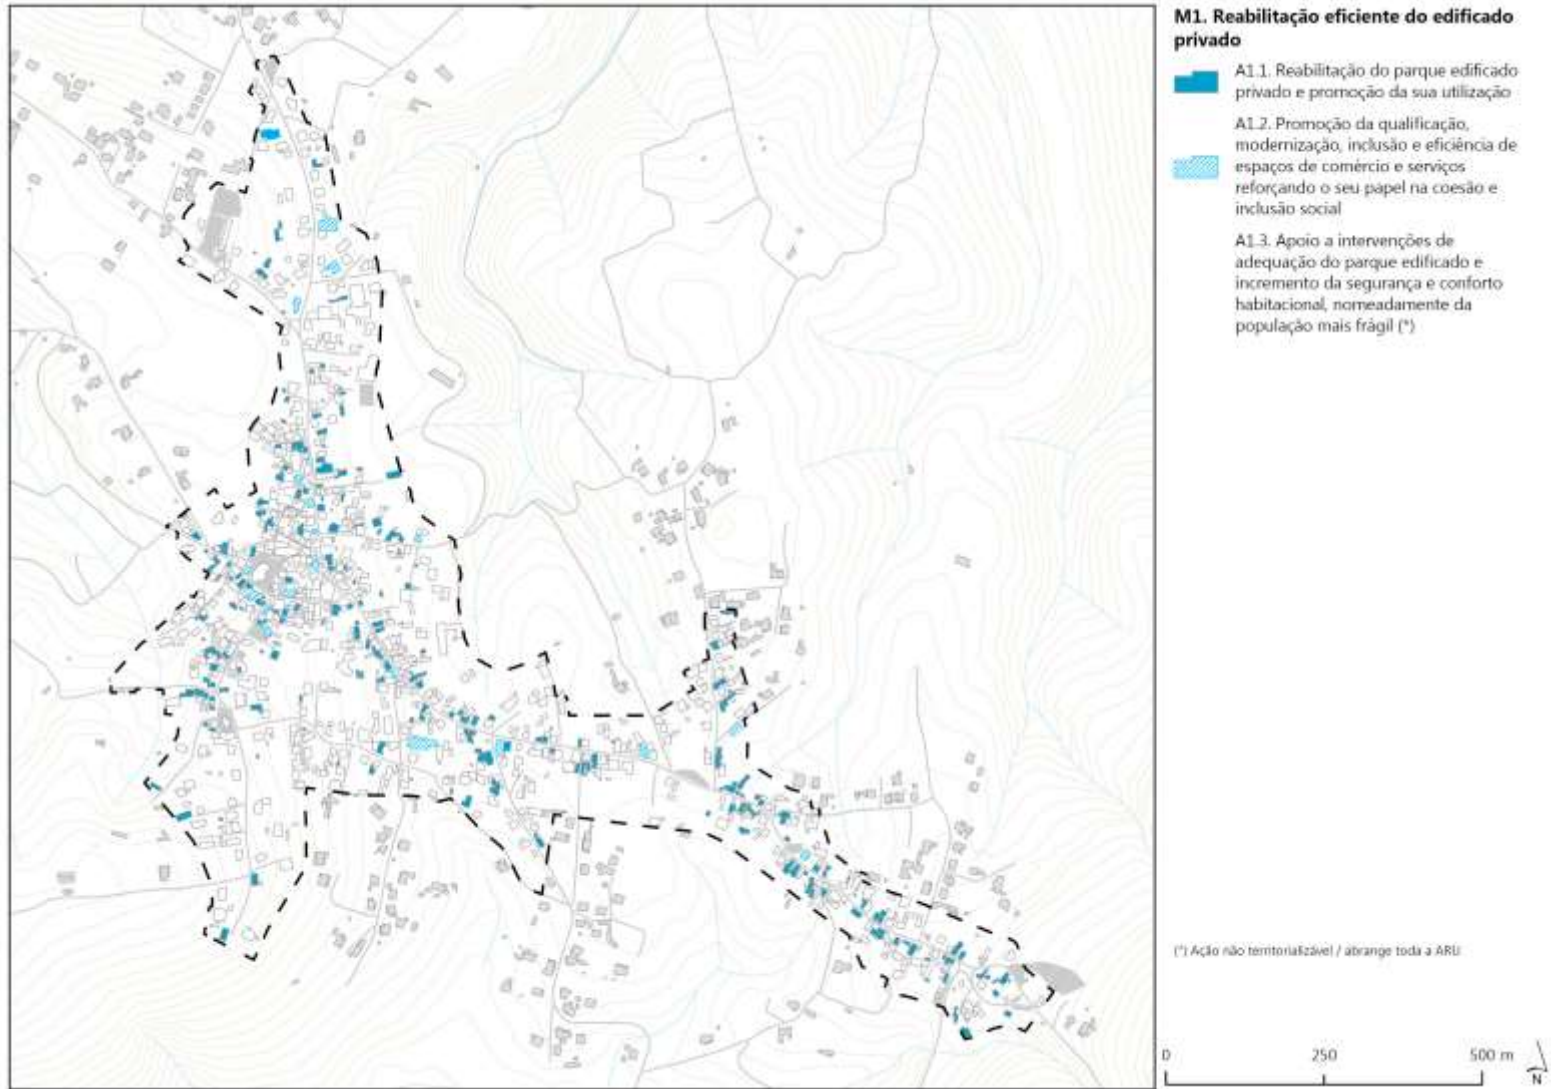 M1. Reabilitação eficiente do edificado
privado
A1.1. Reabilitação do parque edificado
privado e promoção da sua utilização
A1.2. Promoção da qualificação,
modernização, inclusão e eficiência de
espaços de comércio e serviços
reforçando o seu papel na coesão e
inclusão social
A1.3. Apoio a intervenções de
adequação do parque edificado e
incremento da segurança e conforto
habitacional, nomeadamente da
população mais frágil (*)
(*) Ação não territorializável / abrange toda a ARU
0 250 500 m
N